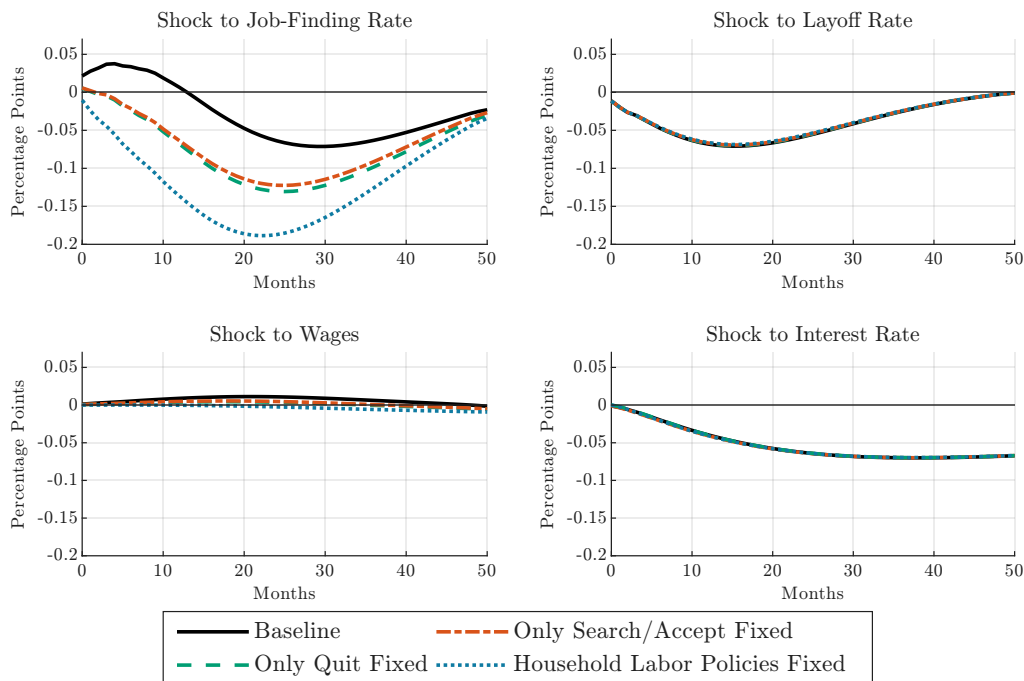 Shock to Job-Finding Rate
Percentage Points
0.05
0
-0.05
-0.1
-0.15
-0.2
0 10 20 30 40 50
Months
Shock to Layoff Rate
Percentage Points
0.05
0
-0.05
-0.1
-0.15
-0.2
0 10 20 30 40 50
Months
Shock to Wages
Percentage Points
0.05
0
-0.05
-0.1
-0.15
-0.2
0 10 20 30 40 50
Months
Shock to Interest Rate
Percentage Points
0.05
0
-0.05
-0.1
-0.15
-0.2
0 10 20 30 40 50
Months
Baseline
Only Search/Accept Fixed
Only Quit Fixed
Household Labor Policies Fixed